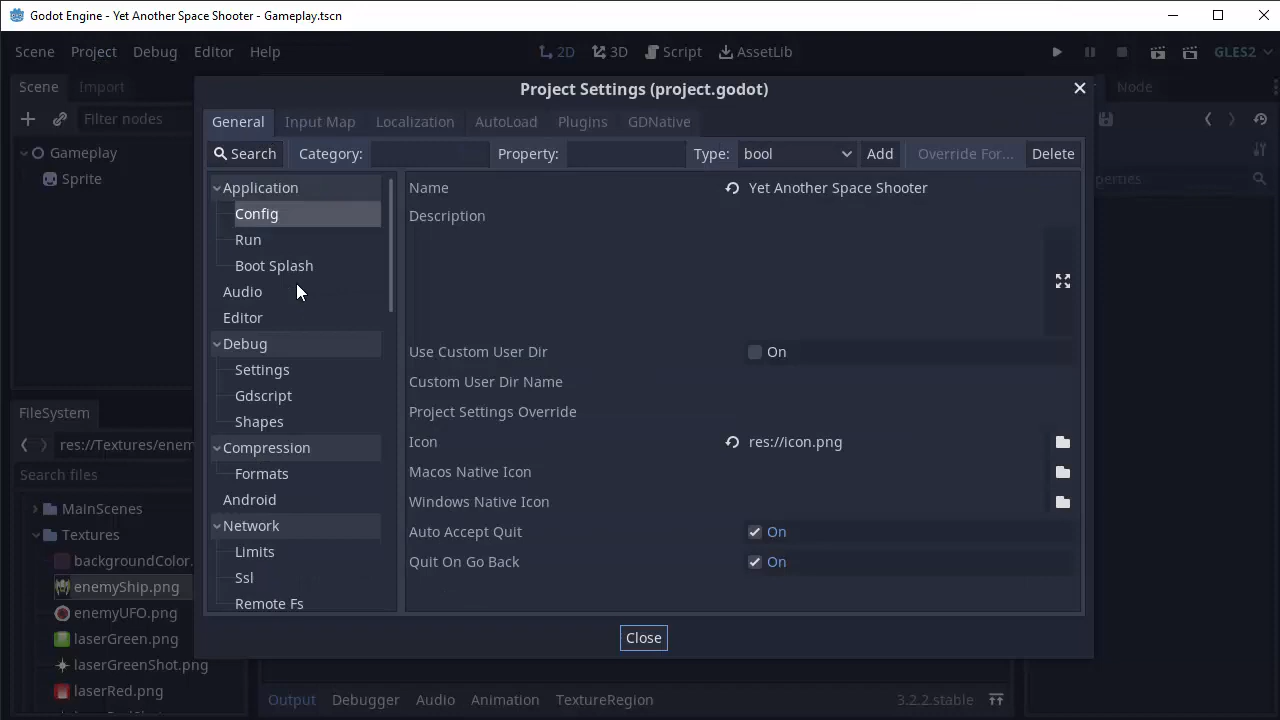 Godot Engine - Yet Another Space Shooter - Gameplay.tscn
Scene Project Debug Editor Help
2D 3D Script AssetLib
GLES2
Scene Import
Node
Filter nodes
Gameplay
Sprite
FileSystem
res://Textures/enem
Search files
MainScenes
Textures
backgroundColor.
enemyShip.png
enemyUFO.png
laserGreen.png
laserGreenShot.png
laserRed.png
Project Settings (project.godot)
General Input Map Localization AutoLoad Plugins GDNative
Search Category: Property: Type: bool Add Override For... Delete
Application
Config
Run
Boot Splash
Audio
Editor
Debug
Settings
Gdscript
Shapes
Compression
Formats
Android
Network
Limits
Ssl
Remote Fs
Name Yet Another Space Shooter
Description
Use Custom User Dir On
Custom User Dir Name
Project Settings Override
Icon res://icon.png
Macos Native Icon
Windows Native Icon
Auto Accept Quit On
Quit On Go Back On
Close
Output Debugger Audio Animation TextureRegion
3.2.2.stable